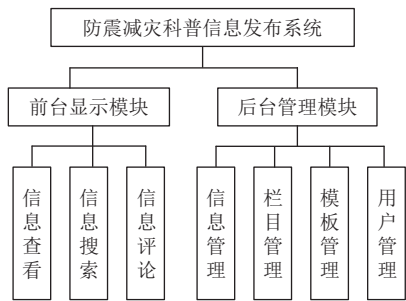 防震减灾科普信息发布系统
前台显示模块
后台管理模块
信息查看
信息搜索
信息评论
信息管理
栏目管理
模板管理
用户管理